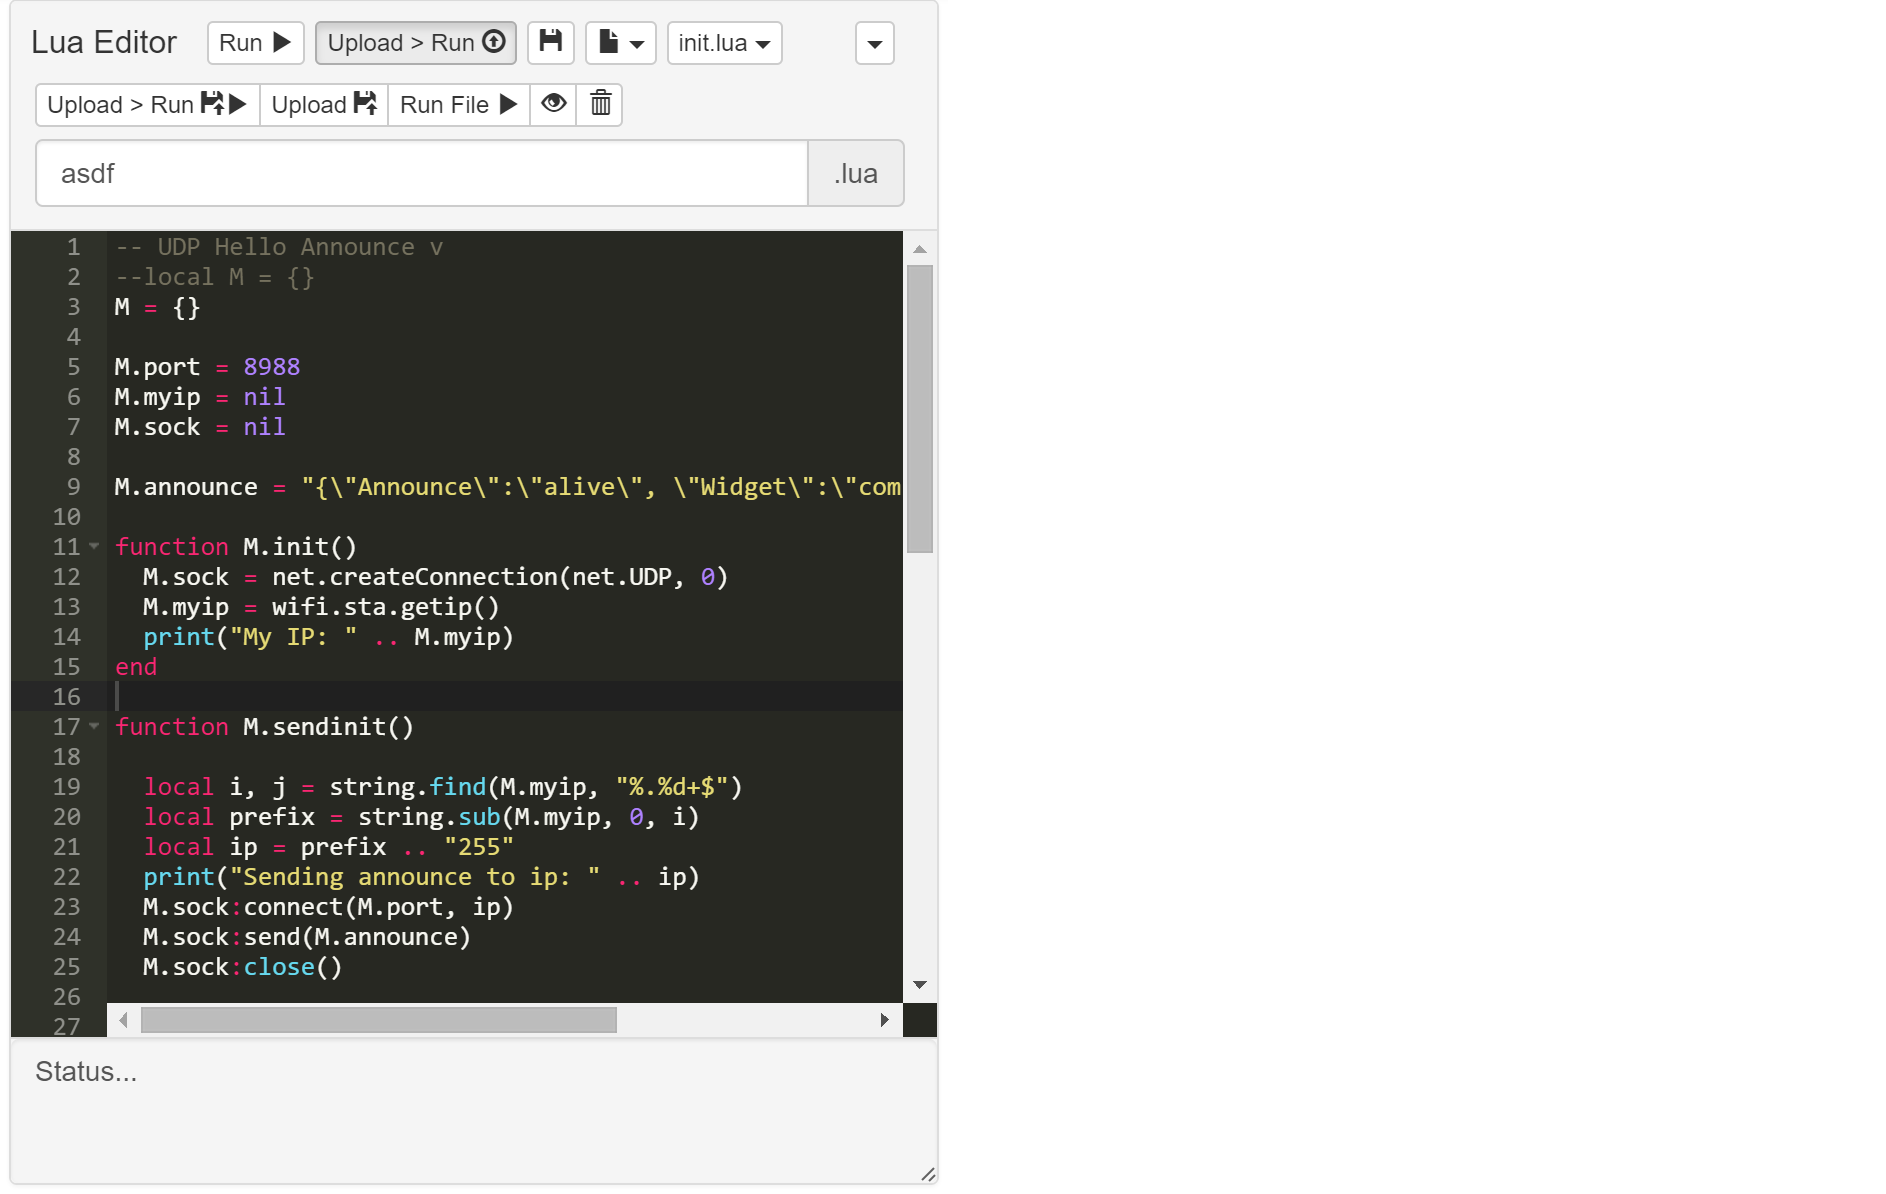 Lua Editor Run Upload > Run init.lua
Upload > Run Upload Run File
asdf .lua
1 -- UDP Hello Announce v
2 --local M = {}
3 M = {}
4
5 M.port = 8988
6 M.myip = nil
7 M.sock = nil
8
9 M.announce = "{\"Announce\":\"alive\", \"Widget\":\"com
10
11 function M.init()
12 M.sock = net.createConnection(net.UDP, 0)
13 M.myip = wifi.sta.getip()
14 print("My IP: " .. M.myip)
15 end
16
17 function M.sendinit()
18
19 local i, j = string.find(M.myip, "%.%d+$")
20 local prefix = string.sub(M.myip, 0, i)
21 local ip = prefix .. "255"
22 print("Sending announce to ip: " .. ip)
23 M.sock:connect(M.port, ip)
24 M.sock:send(M.announce)
25 M.sock:close()
26
27
Status...